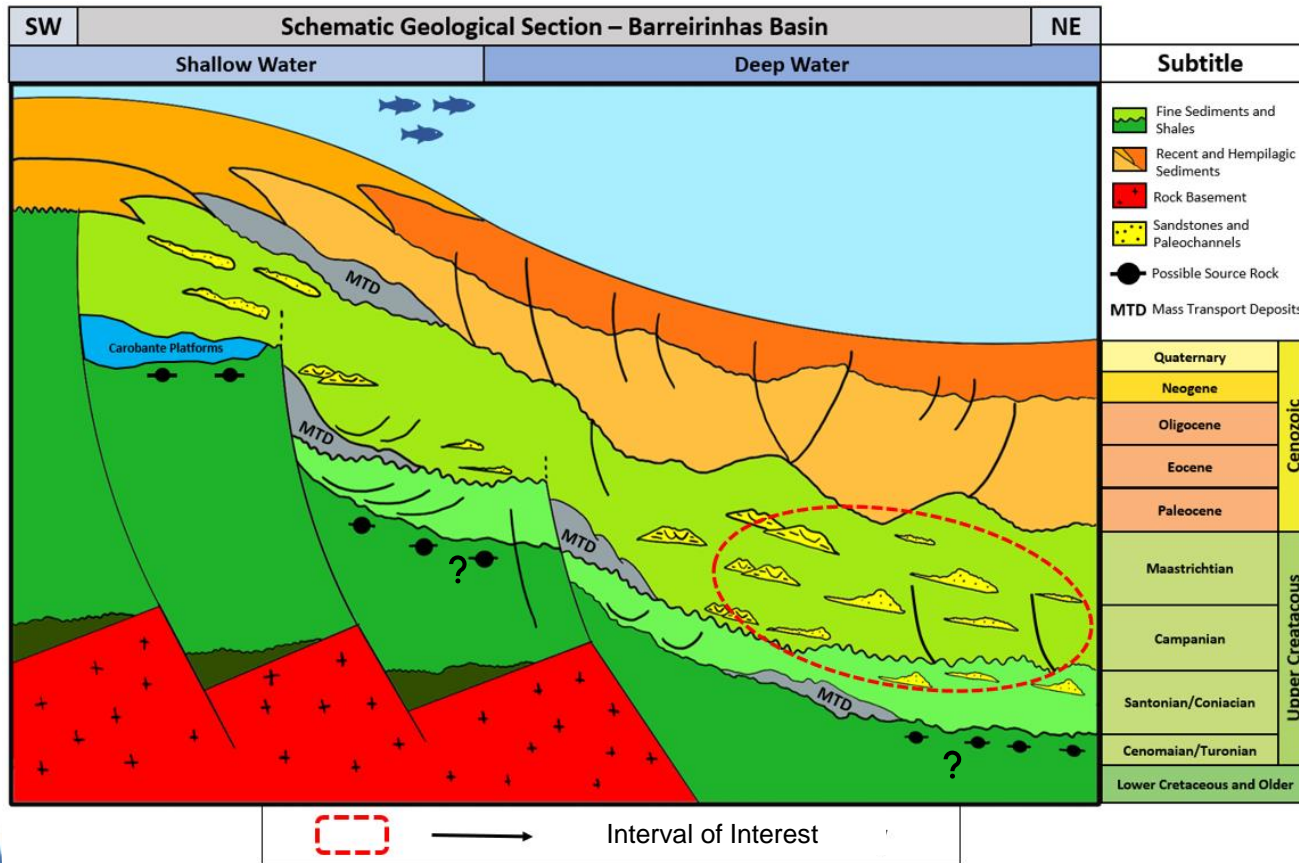 SW
Schematic Geological Section – Barreirinhas Basin
NE
Shallow Water
Deep Water
Subtitle
Fine Sediments and
Shales
Recent and Hempilagic
Sediments
Rock Basement
Sandstones and
Paleochannels
Possible Source Rock
MTD Mass Transport Deposits
MTD
Carobante Platforms
MTD
MTD
MTD
?
?
Quaternary
Neogene
Oligocene
Eocene
Paleocene
Cenozoic
Maastrichtian
Campanian
Santonian/Coniacian
Cenomaian/Turonian
Upper Creatacous
Lower Cretaceous and Older
Interval of Interest